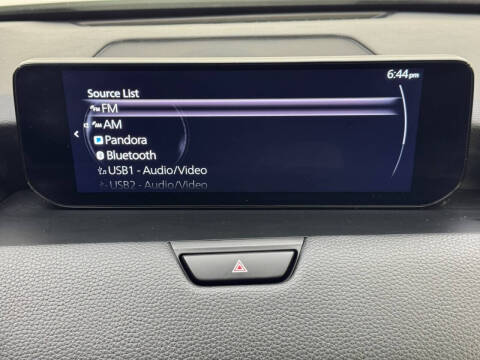 6:44pm
Source List
FM
AM
Pandora
Bluetooth
USB1 - Audio/Video
USB2 - Audio/Video